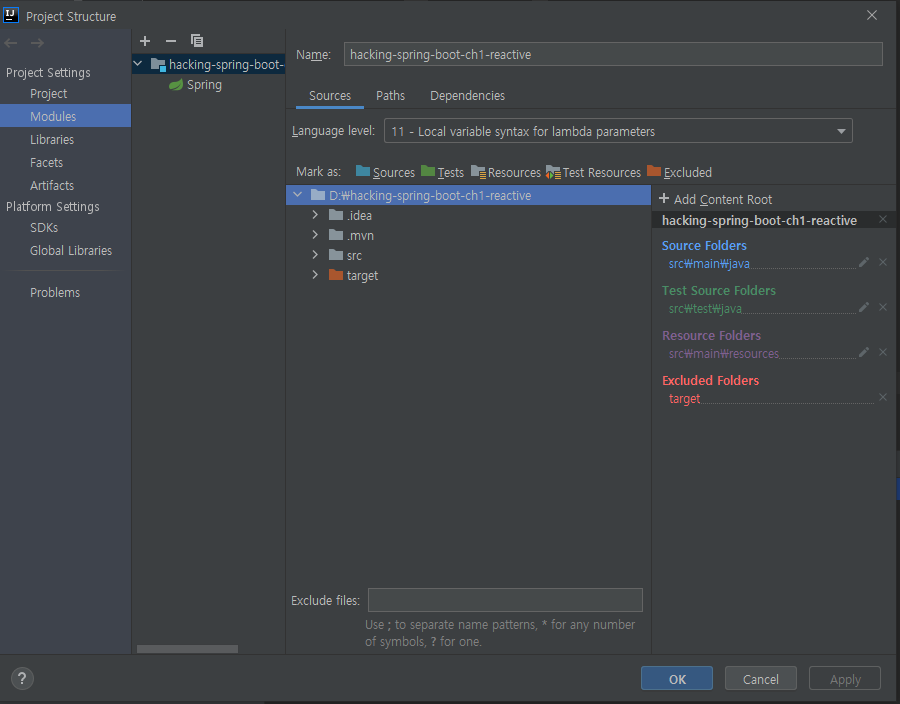 IJ
Project Structure
Project Settings
Project
Modules
Libraries
Facets
Artifacts
Platform Settings
SDKs
Global Libraries
Problems
hacking-spring-boot-
Spring
Name: hacking-spring-boot-ch1-reactive
Sources Paths Dependencies
Language level: 11 - Local variable syntax for lambda parameters
Mark as: Sources Tests Resources Test Resources Excluded
D:₩hacking-spring-boot-ch1-reactive
.idea
.mvn
src
target
+ Add Content Root
hacking-spring-boot-ch1-reactive
Source Folders
src₩main₩java
Test Source Folders
src₩test₩java
Resource Folders
src₩main₩resources
Excluded Folders
target
Exclude files:
Use ; to separate name patterns, * for any number
of symbols, ? for one.
?
OK Cancel Apply